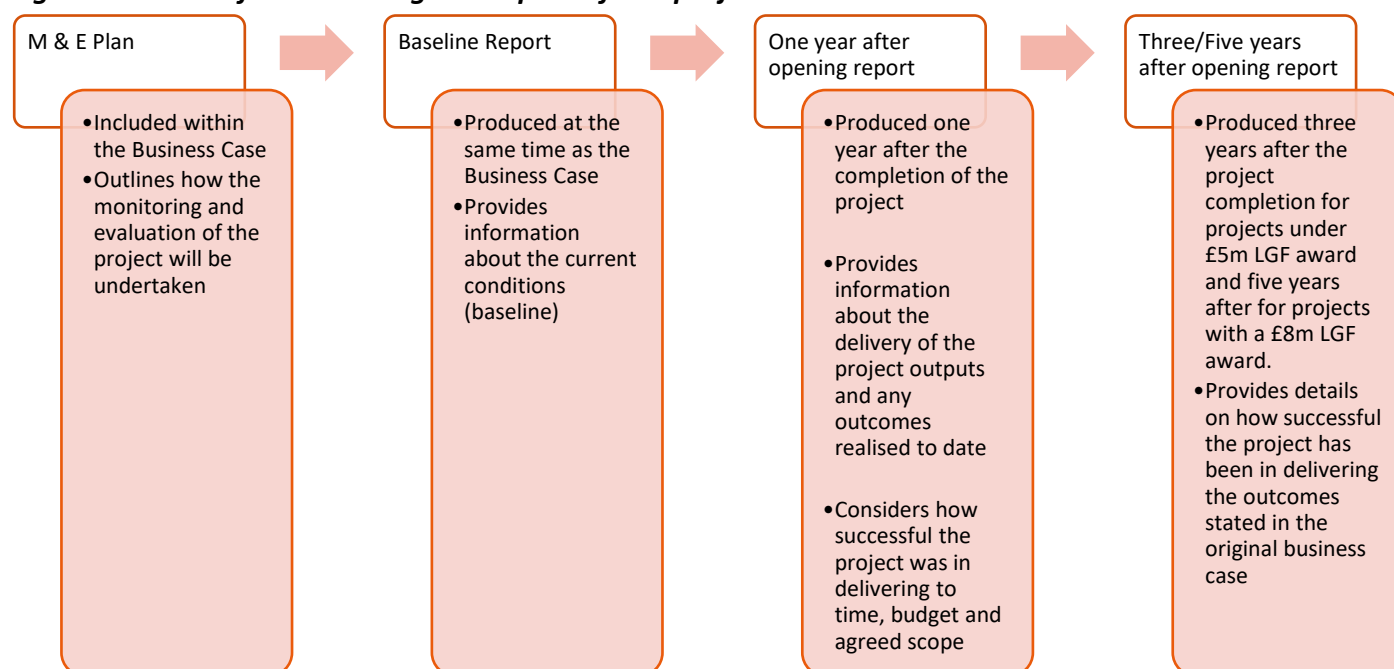 M & E Plan
•Included within
the Business Case
•Outlines how the
monitoring and
evaluation of the
project will be
undertaken
Baseline Report
•Produced at the
same time as the
Business Case
•Provides
information
about the current
conditions
(baseline)
One year after
opening report
•Produced one
year after the
completion of the
project
•Provides
information
about the
delivery of the
project outputs
and any
outcomes
realised to date
•Considers how
successful the
project was in
delivering to
time, budget and
agreed scope
Three/Five years
after opening report
•Produced three
years after the
project
completion for
projects under
£5m LGF award
and five years
after for projects
with a £8m LGF
award.
•Provides details
on how successful
the project has
been in delivering
the outcomes
stated in the
original business
case